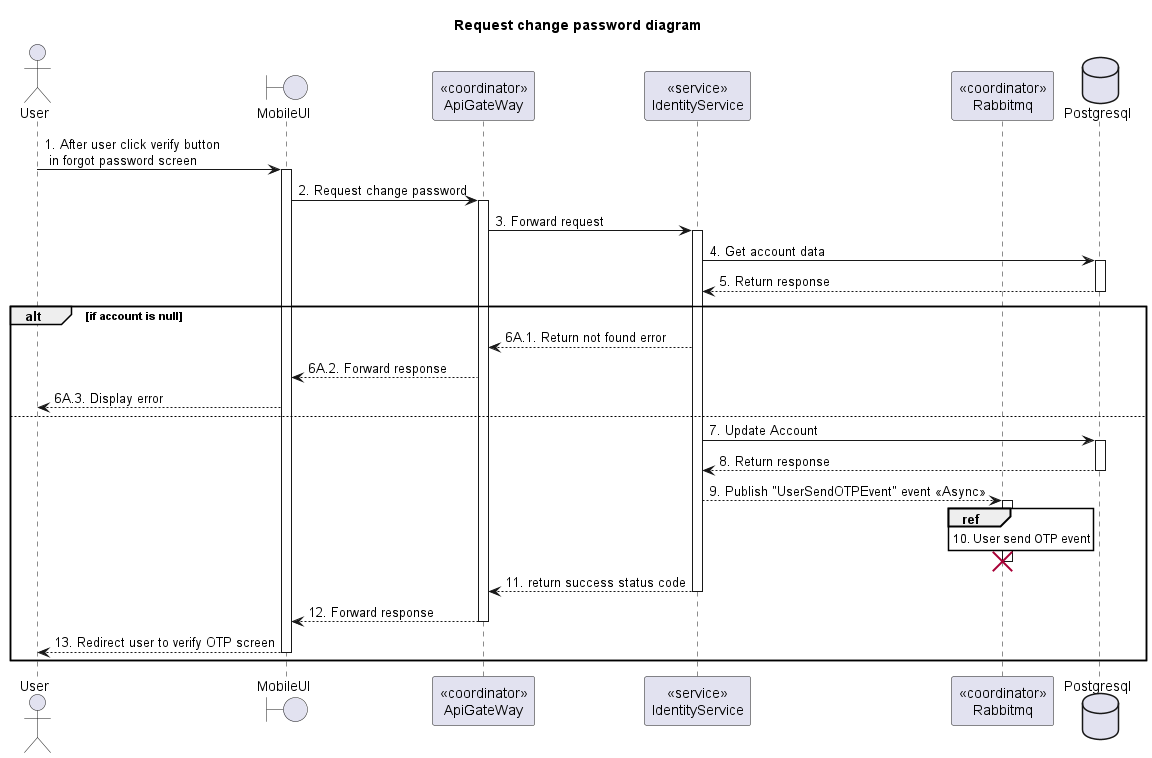 Request change password diagram
User
MobileUI
«coordinator»
ApiGateWay
«service»
IdentityService
«coordinator»
Rabbitmq
Postgresql
1. After user click verify button
in forgot password screen
2. Request change password
3. Forward request
4. Get account data
5. Return response
alt
[if account is null]
6A.1. Return not found error
6A.2. Forward response
6A.3. Display error
7. Update Account
8. Return response
9. Publish "UserSendOTPEvent" event «Async»
ref
10. User send OTP event
11. return success status code
12. Forward response
13. Redirect user to verify OTP screen
User
MobileUI
«coordinator»
ApiGateWay
«service»
IdentityService
«coordinator»
Rabbitmq
Postgresql